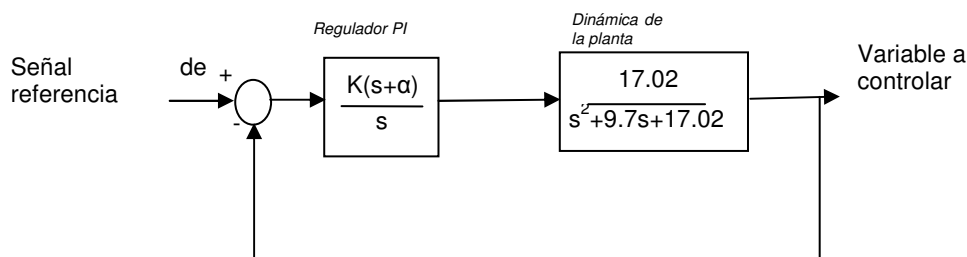 Regulador PI
Dinámica de
la planta
Señal de
referencia
+
-
K(s+α)
s
17.02
s²+9.7s+17.02
Variable a
controlar